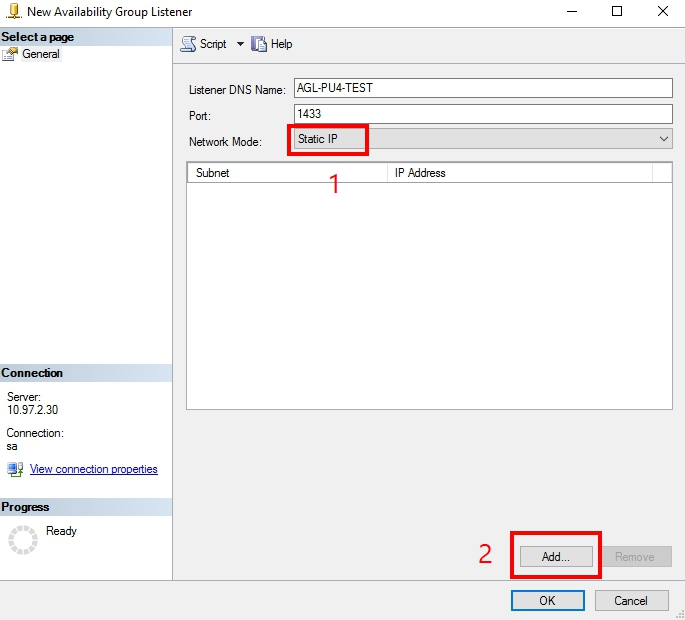 New Availability Group Listener
Select a page
General
Script
Help
Listener DNS Name: AGL-PU4-TEST
Port: 1433
Network Mode: Static IP
Subnet IP Address
1
Connection
Server:
10.97.2.30
Connection:
sa
View connection properties
Progress
Ready
2 Add... Remove
OK Cancel